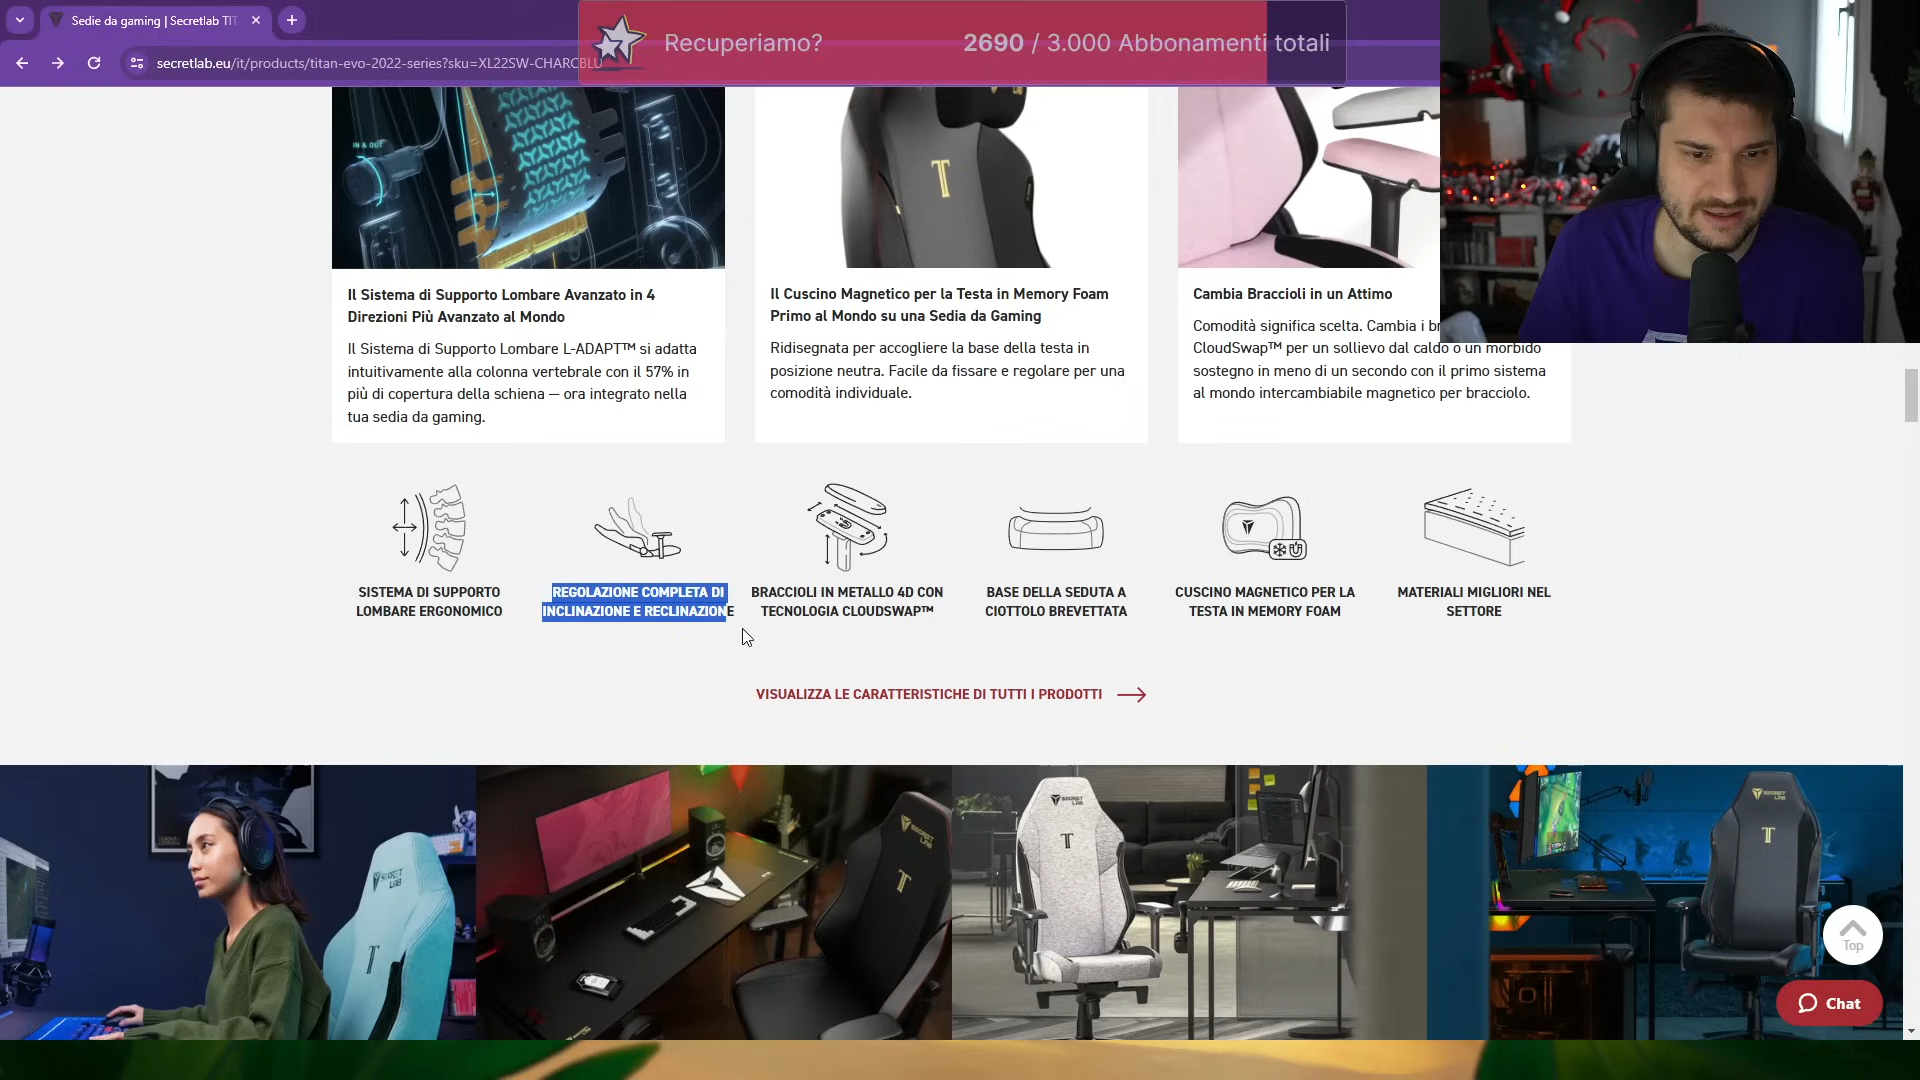 Sedie da gaming | Secretlab TIT
Recuperiamo?
2690 / 3.000 Abbonamenti totali
secretlab.eu/it/products/titan-evo-2022-series?sku=XL22SW-CHARCBLU
IN & OUT
Il Sistema di Supporto Lombare Avanzato in 4
Direzioni Più Avanzato al Mondo
Il Sistema di Supporto Lombare L-ADAPT™ si adatta
intuitivamente alla colonna vertebrale con il 57% in
più di copertura della schiena — ora integrato nella
tua sedia da gaming.
Il Cuscino Magnetico per la Testa in Memory Foam
Primo al Mondo su una Sedia da Gaming
Ridisegnata per accogliere la base della testa in
posizione neutra. Facile da fissare e regolare per una
comodità individuale.
Cambia Braccioli in un Attimo
Comodità significa scelta. Cambia i br
CloudSwap™ per un sollievo dal caldo o un morbido
sostegno in meno di un secondo con il primo sistema
al mondo intercambiabile magnetico per bracciolo.
SISTEMA DI SUPPORTO
LOMBARE ERGONOMICO
REGOLAZIONE COMPLETA DI
INCLINAZIONE E RECLINAZIONE
BRACCIOLI IN METALLO 4D CON
TECNOLOGIA CLOUDSWAP™
BASE DELLA SEDUTA A
CIOTTOLO BREVETTATA
CUSCINO MAGNETICO PER LA
TESTA IN MEMORY FOAM
MATERIALI MIGLIORI NEL
SETTORE
VISUALIZZA LE CARATTERISTICHE DI TUTTI I PRODOTTI
SECRET
LAB
SECRET
LAB
SECRET
LAB
SECRET
LAB
Top
Chat